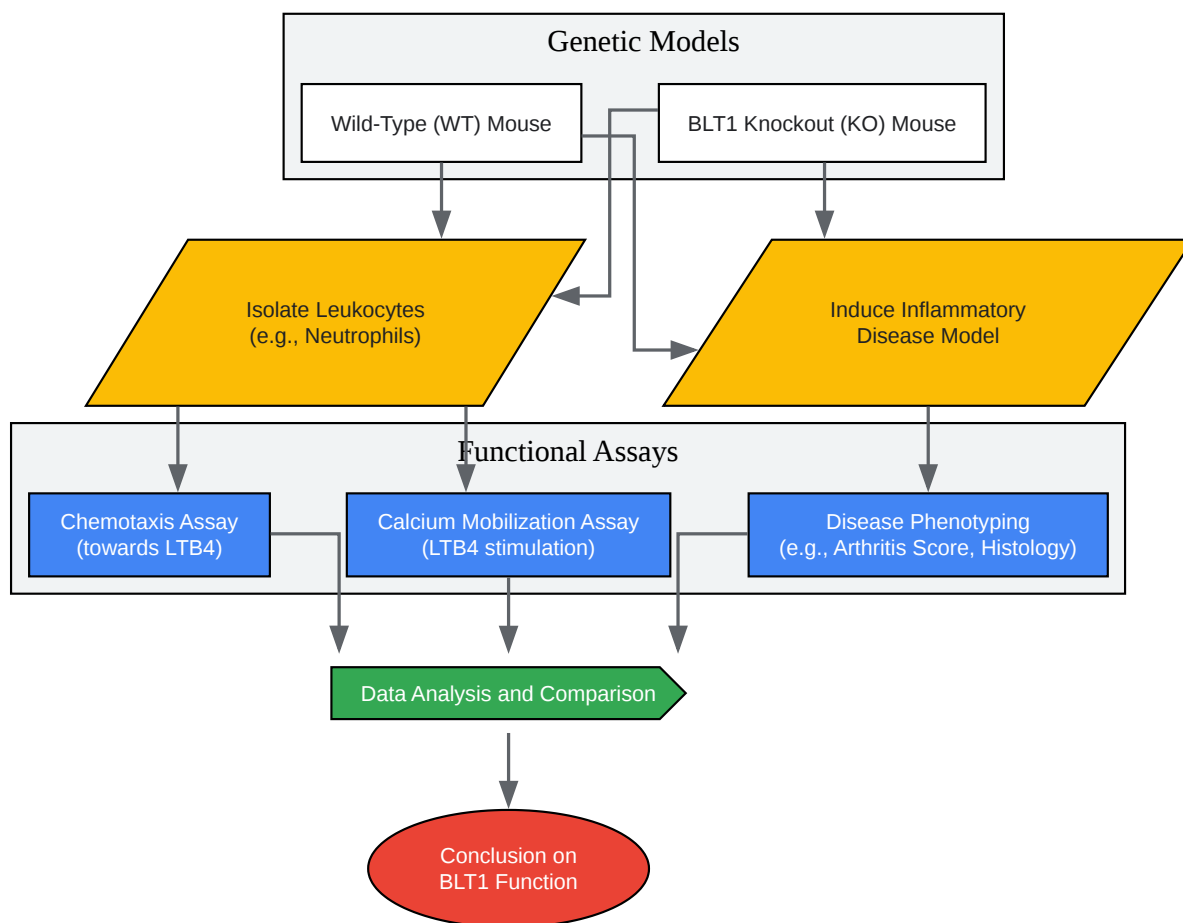 Genetic Models
Wild-Type (WT) Mouse
BLT1 Knockout (KO) Mouse
Isolate Leukocytes
(e.g., Neutrophils)
Induce Inflammatory
Disease Model
Functional Assays
Chemotaxis Assay
(towards LTB4)
Calcium Mobilization Assay
(LTB4 stimulation)
Disease Phenotyping
(e.g., Arthritis Score, Histology)
Data Analysis and Comparison
Conclusion on
BLT1 Function